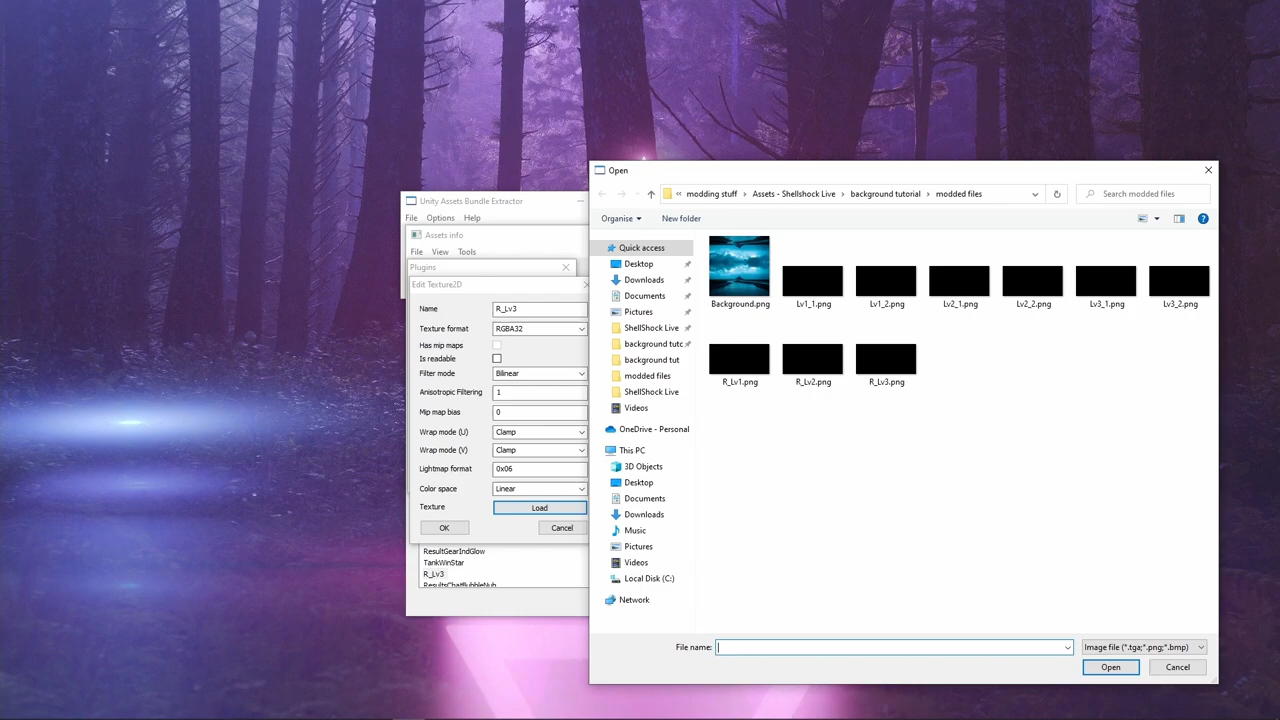 Unity Assets Bundle Extractor
File Options Help
Assets info
File View Tools
Plugins
Edit Texture2D
Name R_Lv3
Texture format RGBA32
Has mip maps
Is readable
Filter mode Bilinear
Anisotropic Filtering 1
Mip map bias 0
Wrap mode (U) Clamp
Wrap mode (V) Clamp
Lightmap format 0x06
Color space Linear
Texture Load
OK Cancel
ResultGearIndGlow
TankWinStar
R_Lv3
ResultsChatBubbleNub
Open
« modding stuff › Assets - Shellshock Live › background tutorial › modded files
Search modded files
Organise New folder
Quick access
Desktop
Downloads
Documents
Pictures
ShellShock Live
background tutc
background tut
modded files
ShellShock Live
Videos
OneDrive - Personal
This PC
3D Objects
Desktop
Documents
Downloads
Music
Pictures
Videos
Local Disk (C:)
Network
Background.png Lv1_1.png Lv1_2.png Lv2_1.png Lv2_2.png Lv3_1.png Lv3_2.png
R_Lv1.png R_Lv2.png R_Lv3.png
File name: Image file (*.tga;*.png;*.bmp)
Open Cancel